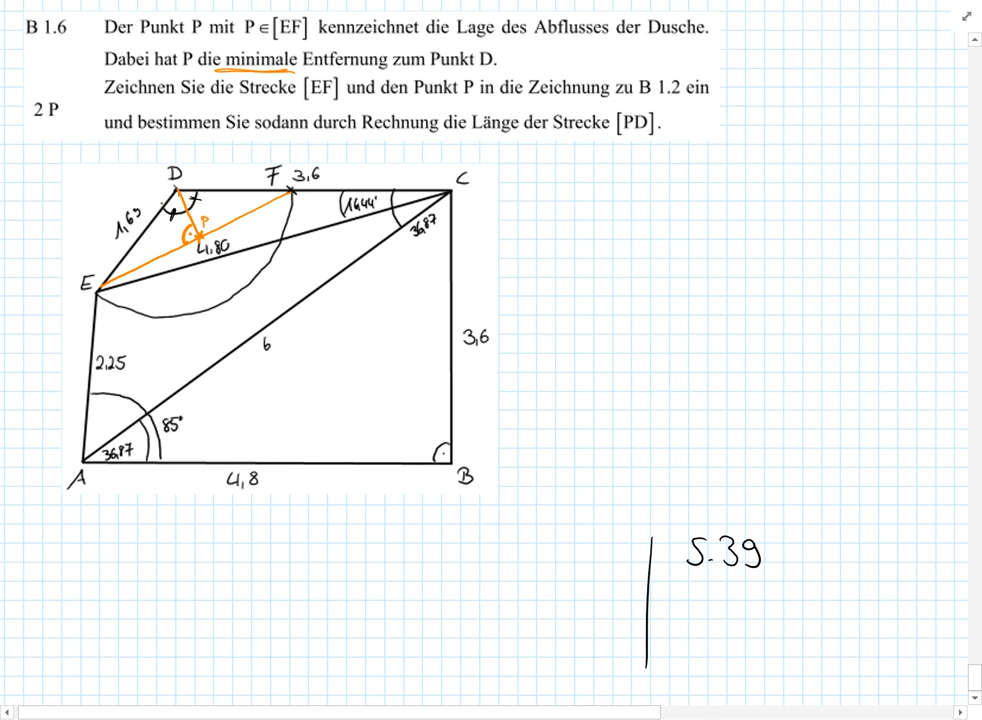 B 1.6 Der Punkt P mit P ∈ [EF] kennzeichnet die Lage des Abflusses der Dusche.
Dabei hat P die minimale Entfernung zum Punkt D.
Zeichnen Sie die Strecke [EF] und den Punkt P in die Zeichnung zu B 1.2 ein
2 P
und bestimmen Sie sodann durch Rechnung die Länge der Strecke [PD].
D F 3,6 C
1,63
16,44°
P
36,87
4,80
E
3,6
6
2,25
85°
36,87
A 4,8 B
S. 39